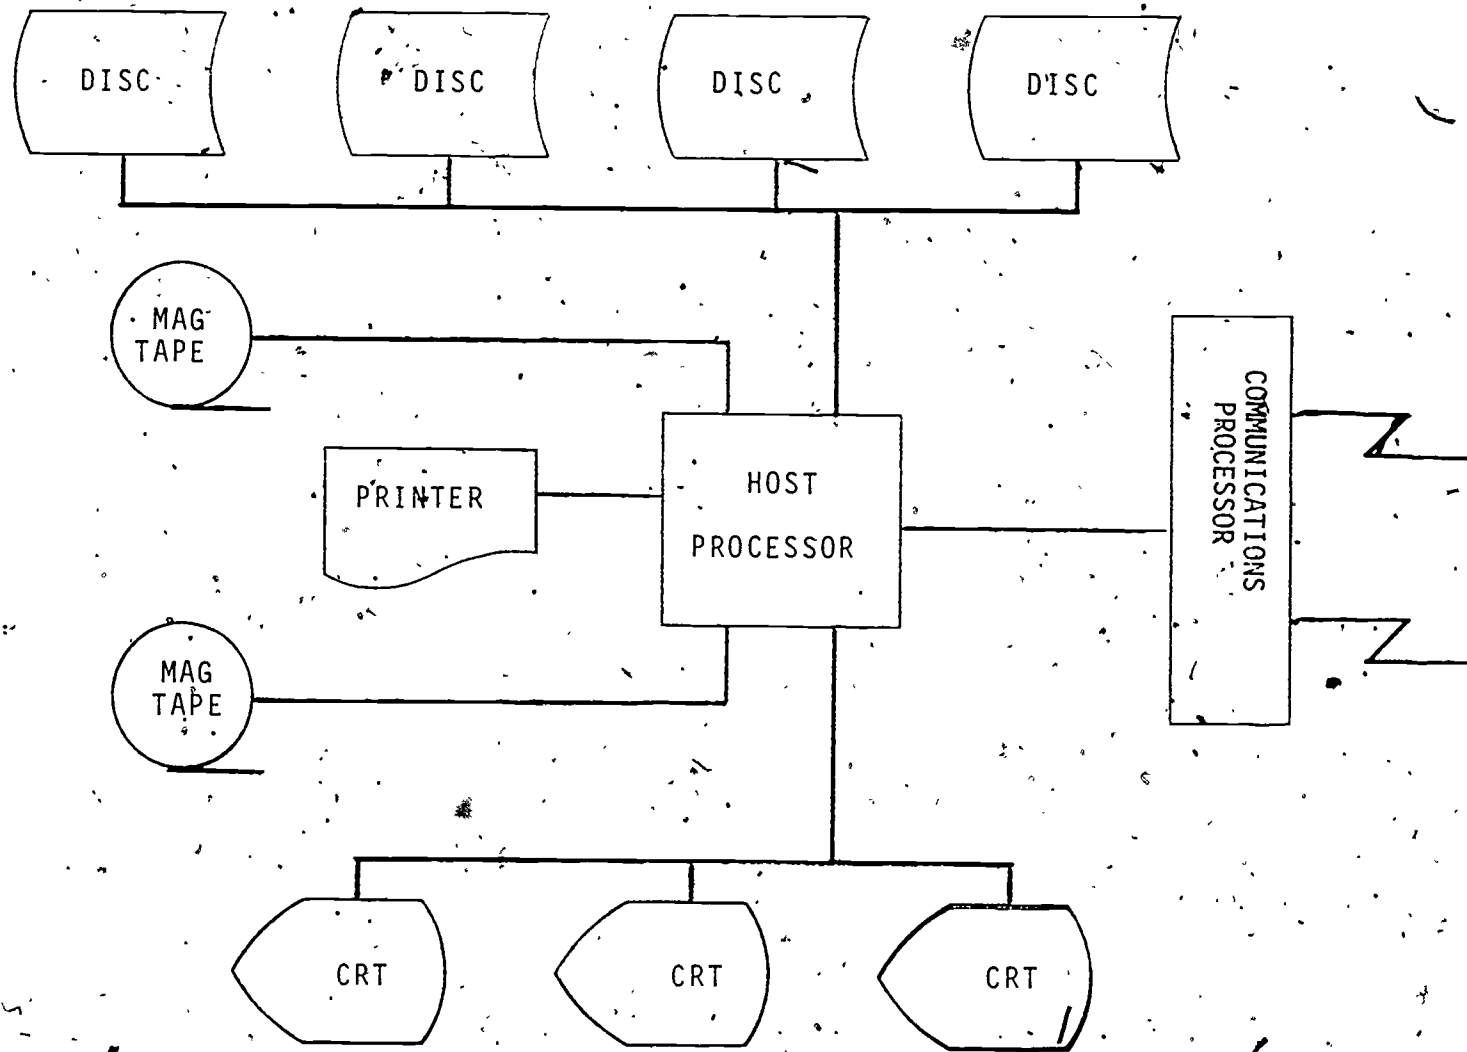 DISC
DISC
DISC
DISC
MAG
TAPE
COMMUNICATIONS
PROCESSOR
HOST
PROCESSOR
PRINTER
MAG
TAPE
CRT
CRT
CRT